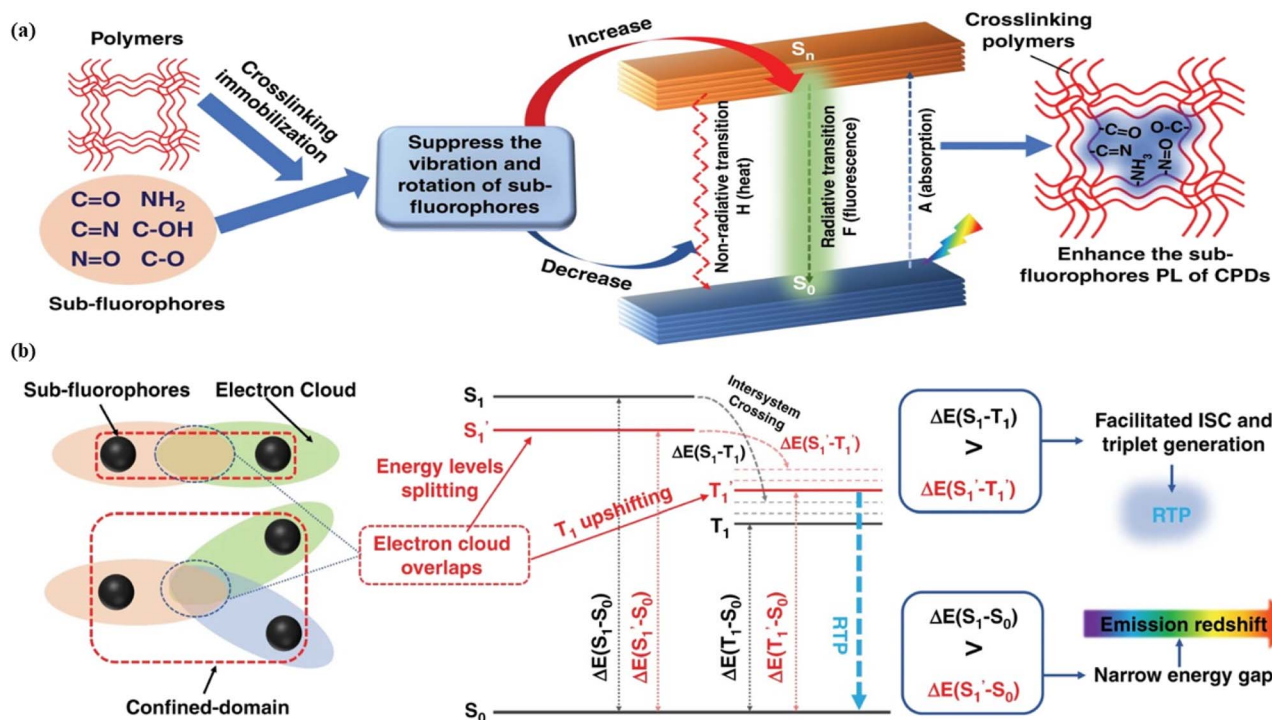 (a)
Polymers
Crosslinking
immobilization
C=O NH₂
C=N C-OH
N=O C-O
Sub-fluorophores
Suppress the
vibration and
rotation of sub-
fluorophores
Increase
Decrease
Sₙ
Non-radiative transition
H (heat)
Radiative transition
F (fluorescence)
A (absorption)
S₀
Crosslinking
polymers
-C=O O-C-
-C=N
-NH₃
-N=O
Enhance the sub-
fluorophores PL of CPDs
(b)
Sub-fluorophores
Electron Cloud
Confined-domain
Electron cloud
overlaps
Energy levels
splitting
T₁ upshifting
S₁
S₁'
Intersystem
Crossing
ΔE(S₁-T₁)
ΔE(S₁'-T₁')
T₁'
T₁
ΔE(S₁-S₀)
ΔE(S₁'-S₀)
ΔE(T₁-S₀)
ΔE(T₁'-S₀)
RTP
S₀
ΔE(S₁-T₁)
>
ΔE(S₁'-T₁')
Facilitated ISC and
triplet generation
RTP
ΔE(S₁-S₀)
>
ΔE(S₁'-S₀)
Emission redshift
Narrow energy gap